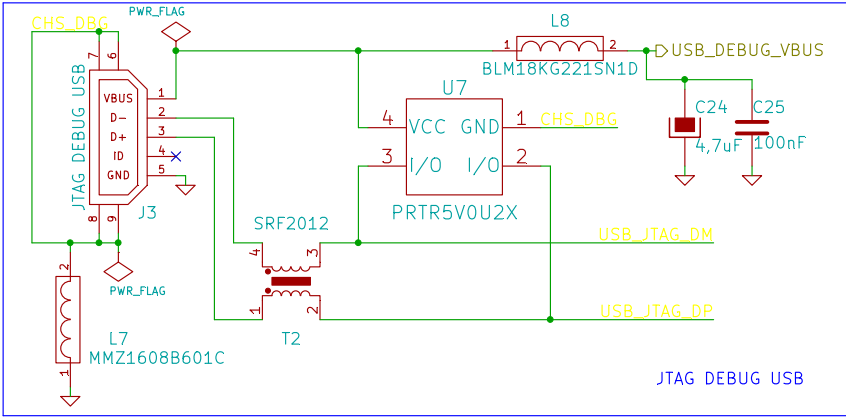 PWR_FLAG
CHS_DBG
7
6
JTAG DEBUG USB
VBUS
D-
D+
ID
GND
1
2
3
4
5
8
9
J3
PWR_FLAG
2
1
L7
MMZ1608B601C
SRF2012
4
3
1
2
T2
U7
4
VCC
GND
1
CHS_DBG
3
I/O
I/O
2
PRTR5V0U2X
L8
1
2
BLM18KG221SN1D
USB_DEBUG_VBUS
C24
4,7uF
C25
100nF
USB_JTAG_DM
USB_JTAG_DP
JTAG DEBUG USB